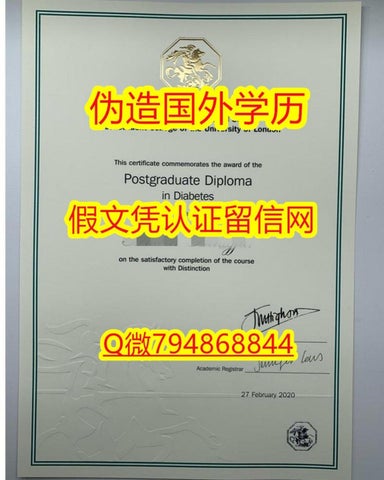 伪造国外学历
of the University of London
This certificate commemorates the award of the
Postgraduate Diploma
in Diabetes
假文凭认证留信网
on the satisfactory completion of the course
with Distinction
Q微794868844
Academic Registrar
27 February 2020